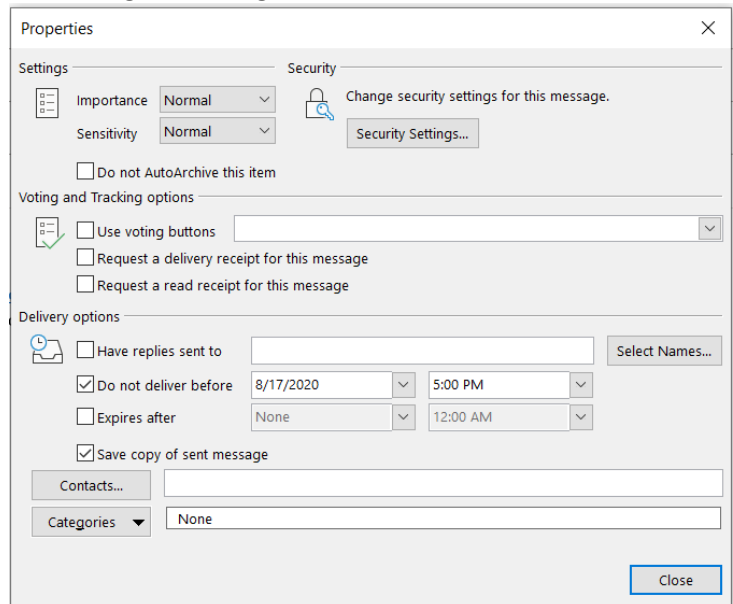 Properties
Settings
Security
Importance Normal
Change security settings for this message.
Sensitivity Normal
Security Settings...
Do not AutoArchive this item
Voting and Tracking options
Use voting buttons
Request a delivery receipt for this message
Request a read receipt for this message
Delivery options
Have replies sent to
Select Names...
Do not deliver before 8/17/2020 5:00 PM
Expires after None 12:00 AM
Save copy of sent message
Contacts...
Categories None
Close